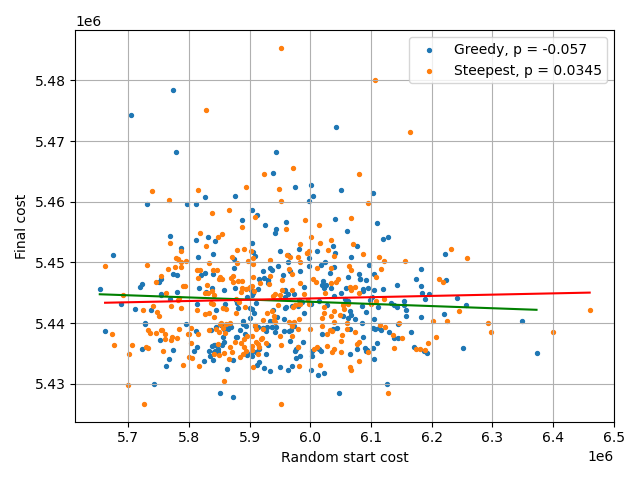 1e6
Greedy, p = -0.057
Steepest, p = 0.0345
5.48
5.47
5.46
5.45
5.44
5.43
Final cost
5.7 5.8 5.9 6.0 6.1 6.2 6.3 6.4 6.5
Random start cost
1e6